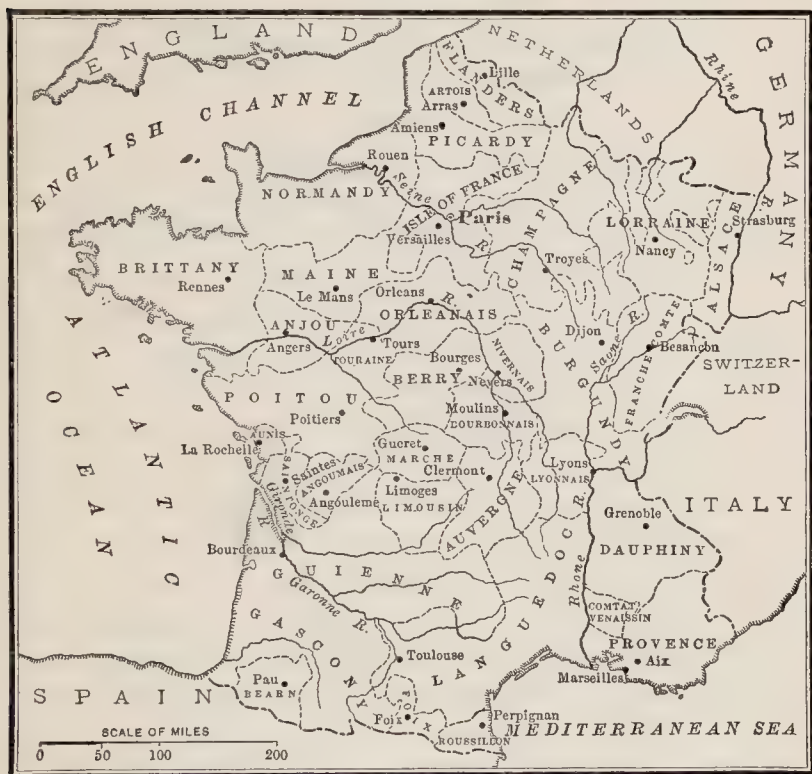 ENGLAND
NETHERLANDS
GERMANY
Rhine
R.
ENGLISH CHANNEL
FLANDERS
Lille
ARTOIS
Arras
Amiens
PICARDY
Rouen
Seine
R.
NORMANDY
ISLE OF FRANCE
Paris
Versailles
CHAMPAGNE
LORRAINE
Nancy
ALSACE
Strasburg
BRITTANY
Rennes
MAINE
Le Mans
Troyes
Orleans
R.
ORLEANAIS
ANJOU
Angers
Loire
Tours
TOURAINE
Dijon
BURGUNDY
Saone R.
FRANCHE COMTE
Besançon
SWITZER-
LAND
Bourges
BERRY
NIVERNAIS
Nevers
ATLANTIC
OCEAN
POITOU
Poitiers
Moulins
BOURBONNAIS
AUNIS
La Rochelle
SAINTONGE
Saintes
ANGOUMAIS
Angouleme
Gironde
R.
Gueret
MARCHE
Limoges
LIMOUSIN
Clermont
AUVERGNE
Lyons
LYONNAIS
ITALY
Grenoble
DAUPHINY
Bourdeaux
GUIENNE
Garonne R.
GASCONY
LANGUEDOC
Rhone
R.
COMTAT
VENAISSIN
PROVENCE
Aix
Marseilles
Toulouse
SPAIN
Pau
BEARN
Foix
FOIX
Perpignan
ROUSSILLON
MEDITERRANEAN SEA
SCALE OF MILES
0 50 100 200